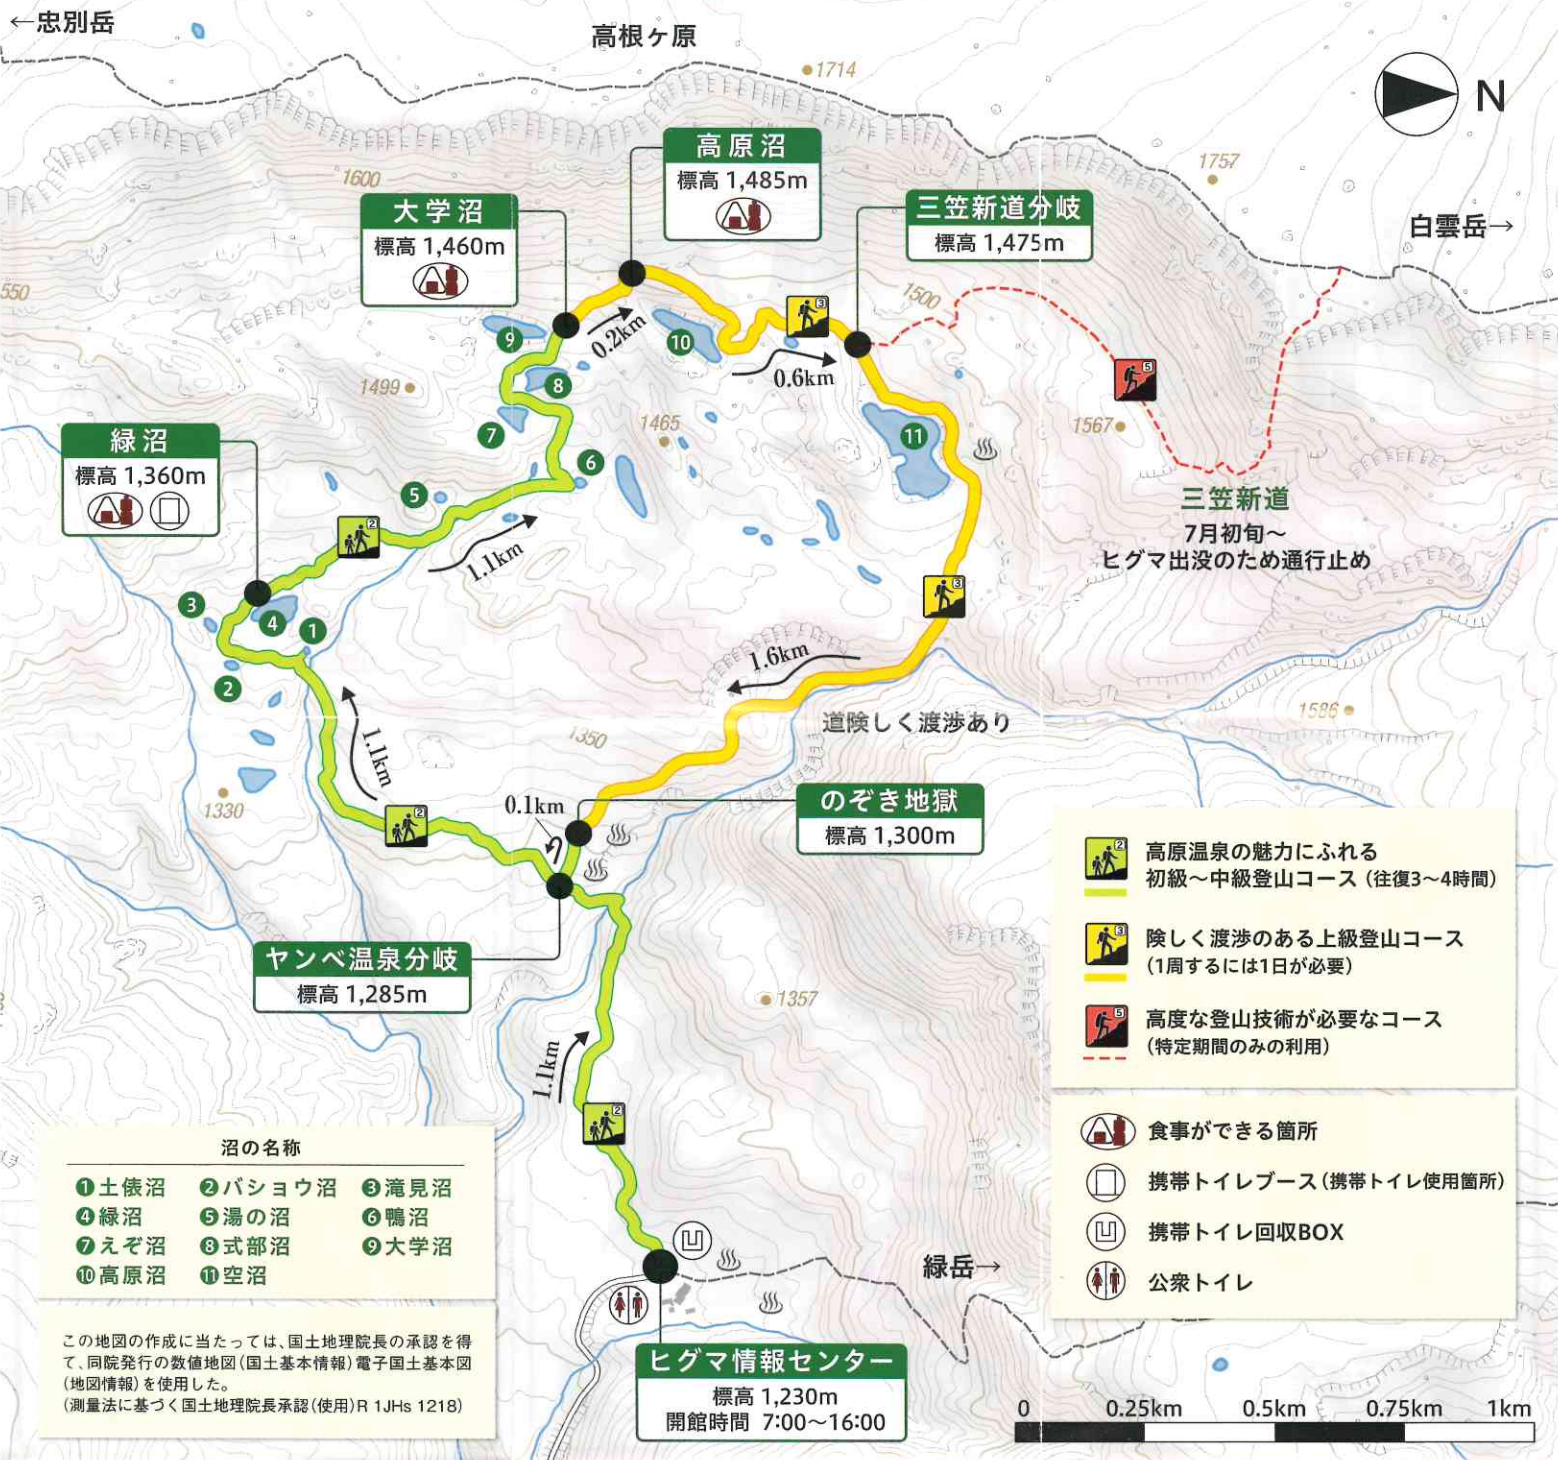 ←忠別岳
高根ヶ原
1714
N
1757
白雲岳→
1600
550
高原沼
標高 1,485m
大学沼
標高 1,460m
三笠新道分岐
標高 1,475m
1500
9
0.2km
10
3
0.6km
8
1499
7
1465
11
5
1567
緑沼
標高 1,360m
6
5
2
1.1km
三笠新道
7月初旬～
ヒグマ出没のため通行止め
3
3
4
1
2
1.6km
道険しく渡渉あり
1586
1350
1.1km
1330
2
0.1km
のぞき地獄
標高 1,300m
ヤンベ温泉分岐
標高 1,285m
1357
1.1km
2
2
高原温泉の魅力にふれる
初級～中級登山コース（往復3～4時間）
3
険しく渡渉のある上級登山コース
（1周するには1日が必要）
5
高度な登山技術が必要なコース
（特定期間のみの利用）
食事ができる箇所
携帯トイレブース（携帯トイレ使用箇所）
携帯トイレ回収BOX
公衆トイレ
沼の名称
❶土俵沼 ❷バショウ沼 ❸滝見沼
❹緑沼 ❺湯の沼 ❻鴨沼
❼えぞ沼 ❽式部沼 ❾大学沼
❿高原沼 ⓫空沼
緑岳→
この地図の作成に当たっては、国土地理院長の承認を得
て、同院発行の数値地図（国土基本情報）電子国土基本図
（地図情報）を使用した。
（測量法に基づく国土地理院長承認（使用）R 1JHs 1218）
ヒグマ情報センター
標高 1,230m
開館時間 7:00～16:00
0 0.25km 0.5km 0.75km 1km